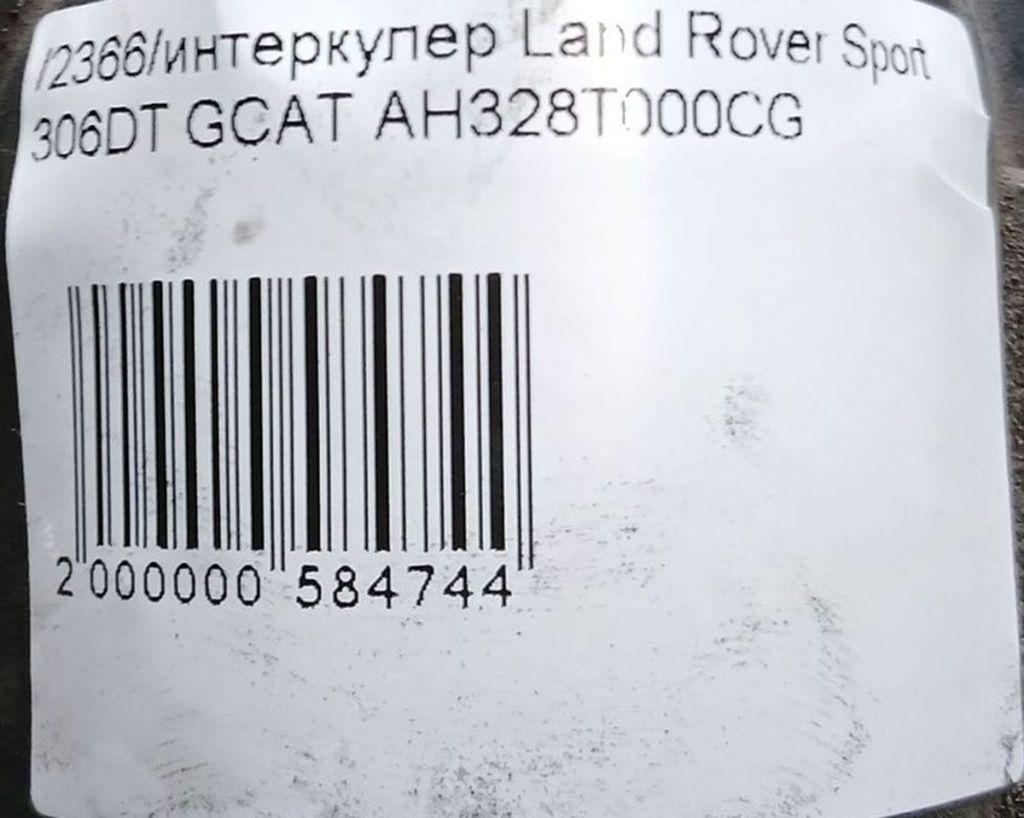 /2366/интеркулер Land Rover Sport
306DT GCAT AH328T000CG
2 000000 584744